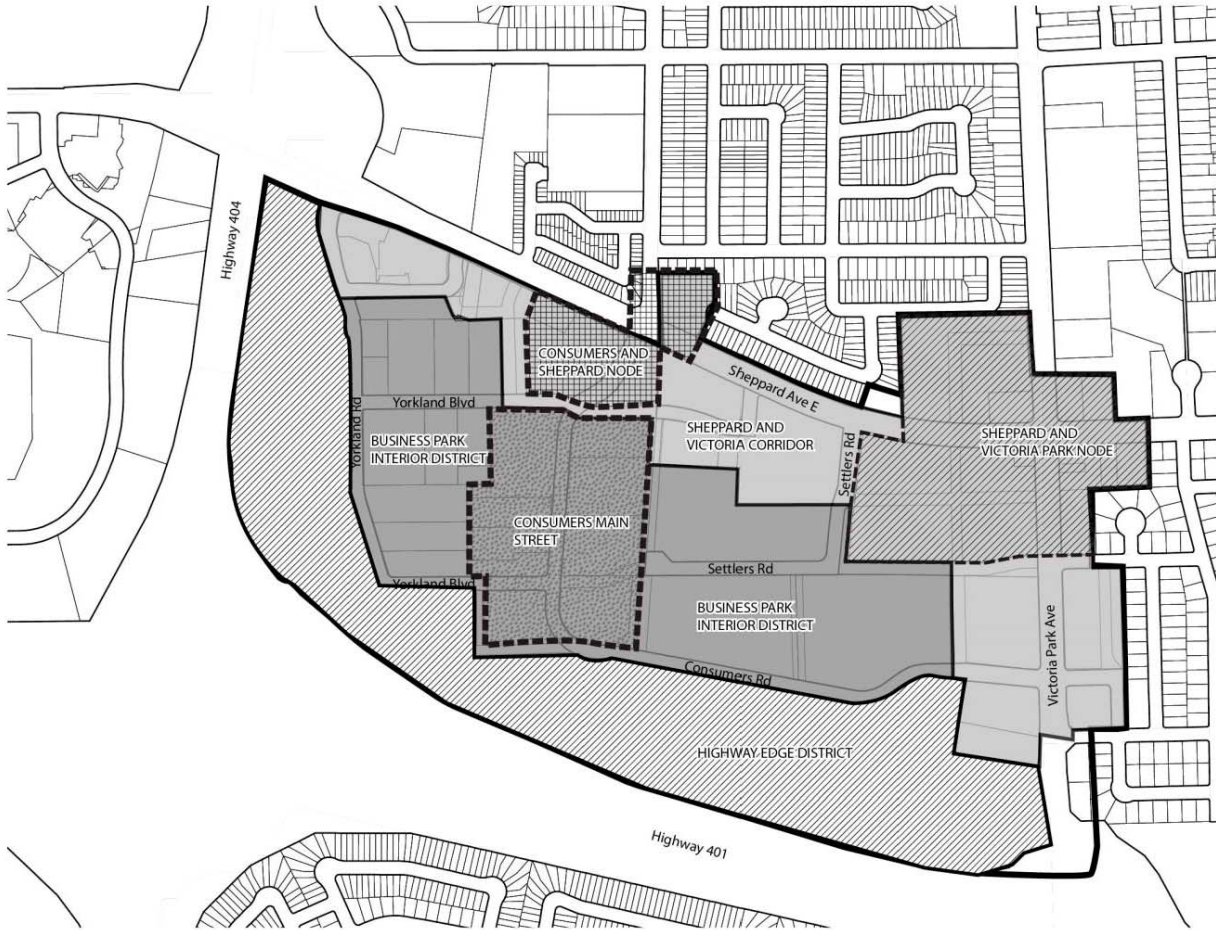 Highway 404
CONSUMERS AND
SHEPPARD NODE
Sheppard Ave E
Yorkland Blvd
Yorkland Rd
BUSINESS PARK
INTERIOR DISTRICT
SHEPPARD AND
VICTORIA CORRIDOR
Settlers Rd
SHEPPARD AND
VICTORIA PARK NODE
CONSUMERS MAIN
STREET
Yorkland Blvd
Settlers Rd
BUSINESS PARK
INTERIOR DISTRICT
Victoria Park Ave
Consumers Rd
HIGHWAY EDGE DISTRICT
Highway 401